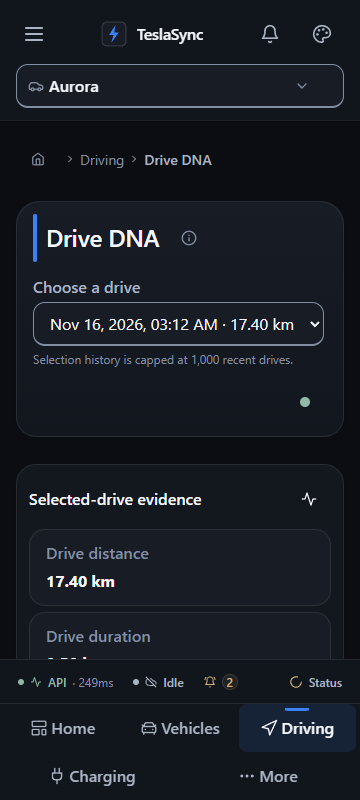 TeslaSync
Aurora
Driving
Drive DNA
Drive DNA
Choose a drive
Nov 16, 2026, 03:12 AM · 17.40 km
Selection history is capped at 1,000 recent drives.
Selected-drive evidence
Drive distance
17.40 km
Drive duration
API · 249ms
Idle
2
Status
Home
Vehicles
Driving
Charging
More